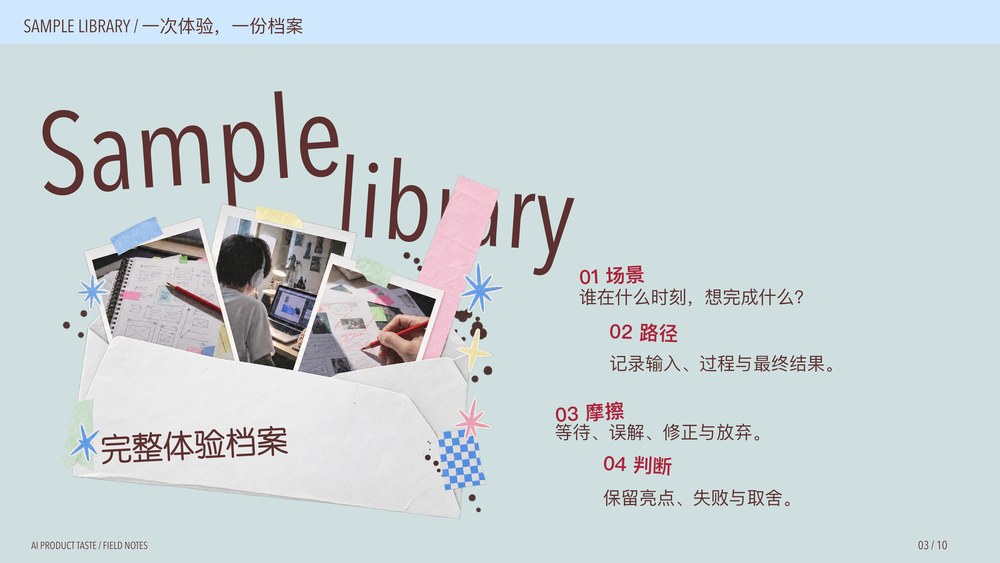 SAMPLE LIBRARY / 一次体验，一份档案
Sample
library
01 场景
谁在什么时刻，想完成什么？
02 路径
记录输入、过程与最终结果。
03 摩擦
等待、误解、修正与放弃。
04 判断
保留亮点、失败与取舍。
完整体验档案
AI PRODUCT TASTE / FIELD NOTES
03 / 10